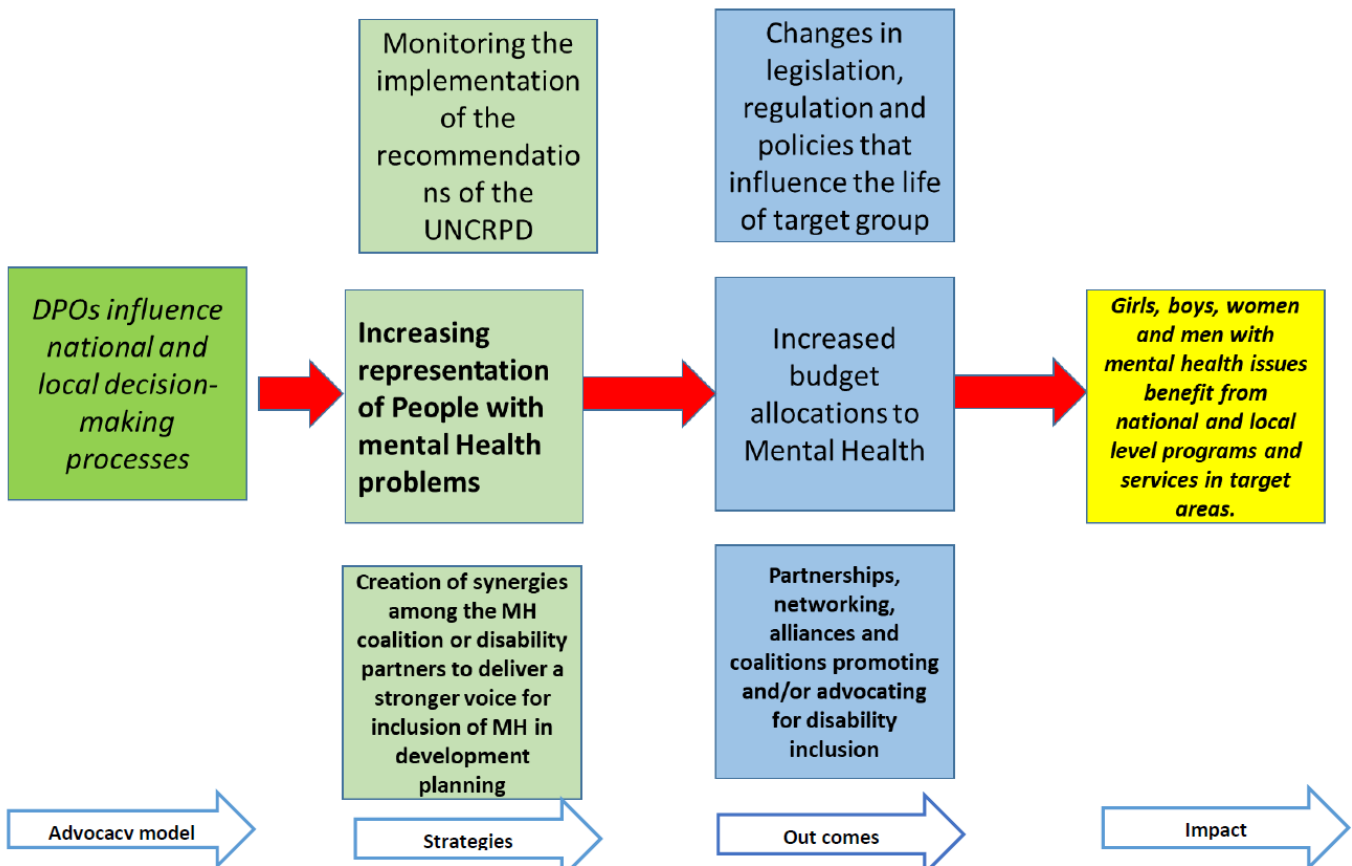 Monitoring the
implementation
of the
recommendatio
ns of the
UNCRPD
Changes in
legislation,
regulation and
policies that
influence the life
of target group
DPOs influence
national and
local decision-
making
processes
Increasing
representation
of People with
mental Health
problems
Increased
budget
allocations to
Mental Health
Girls, boys, women
and men with
mental health issues
benefit from
national and local
level programs and
services in target
areas.
Creation of synergies
among the MH
coalition or disability
partners to deliver a
stronger voice for
inclusion of MH in
development
planning
Partnerships,
networking,
alliances and
coalitions promoting
and/or advocating
for disability
inclusion
Advocacy model
Strategies
Out comes
Impact